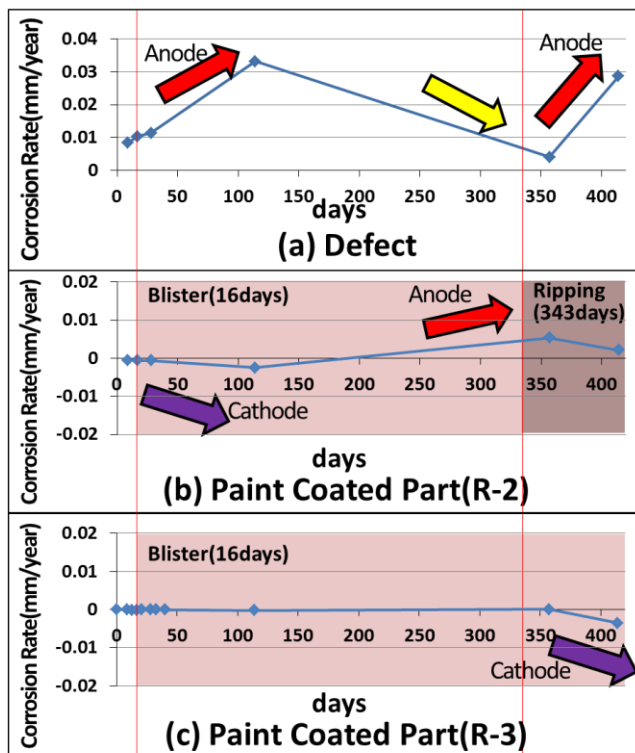 Corrosion Rate(mm/year)
0.04
0.03
0.02
0.01
0
Anode
Anode
0 50 100 150 200 250 300 350 400
days
(a) Defect
Corrosion Rate(mm/year)
0.02
0.01
0
-0.01
-0.02
Blister(16days)
Anode
Ripping
(343days)
0 50 100 150 200 250 300 350 400
Cathode
days
(b) Paint Coated Part(R-2)
Corrosion Rate(mm/year)
0.02
0.01
0
-0.01
-0.02
Blister(16days)
0 50 100 150 200 250 300 350 400
Cathode
days
(c) Paint Coated Part(R-3)